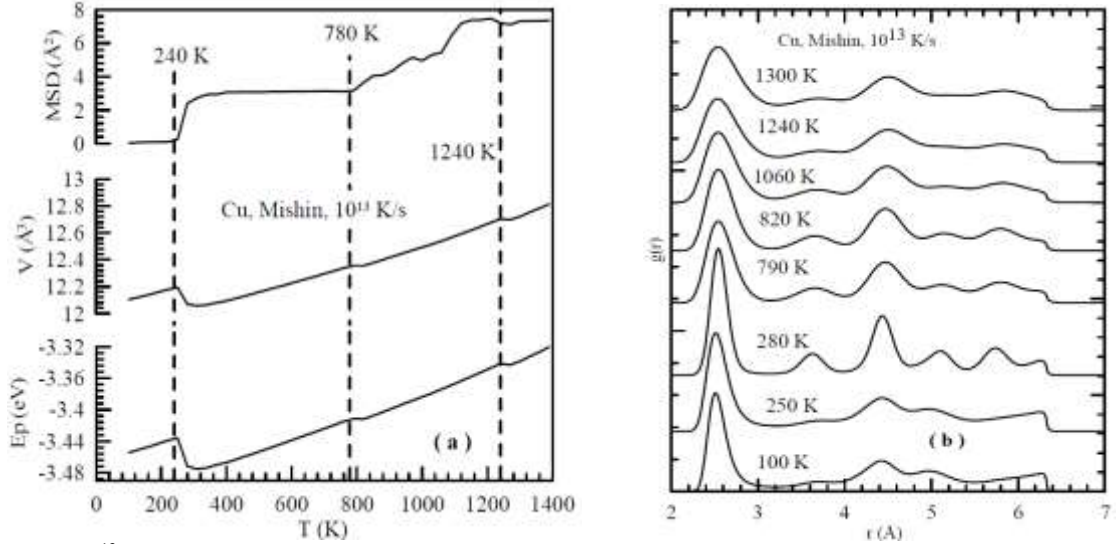 8
6
4
2
0
MSD (Å²)
240 K
780 K
1240 K
13
12.8
12.6
12.4
12.2
12
V (Å³)
Cu, Mishin, 10¹³ K/s
-3.32
-3.36
-3.4
-3.44
-3.48
Ep (eV)
( a )
0 200 400 600 800 1000 1200 1400
T (K)
Cu, Mishin, 10¹³ K/s
1300 K
1240 K
1060 K
820 K
790 K
280 K
250 K
100 K
g(r)
( b )
2 3 4 5 6 7
r (A)